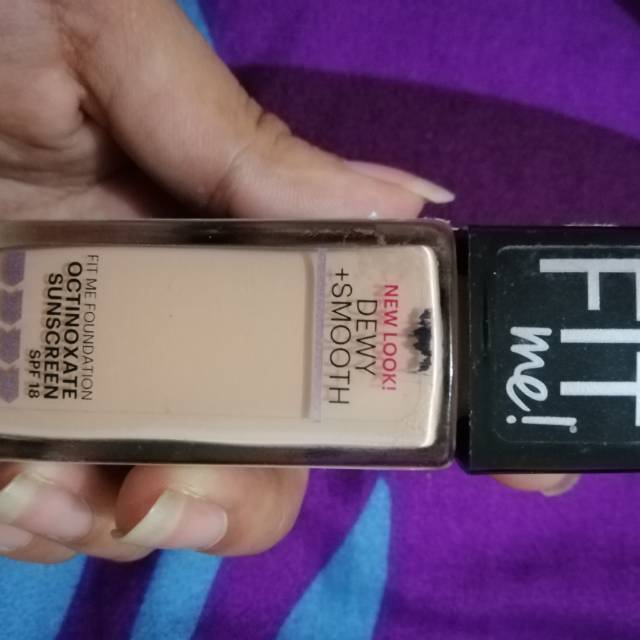 FIT
me!
NEW LOOK!
DEWY
+SMOOTH
FIT ME FOUNDATION
OCTINOXATE
SUNSCREEN
SPF 18